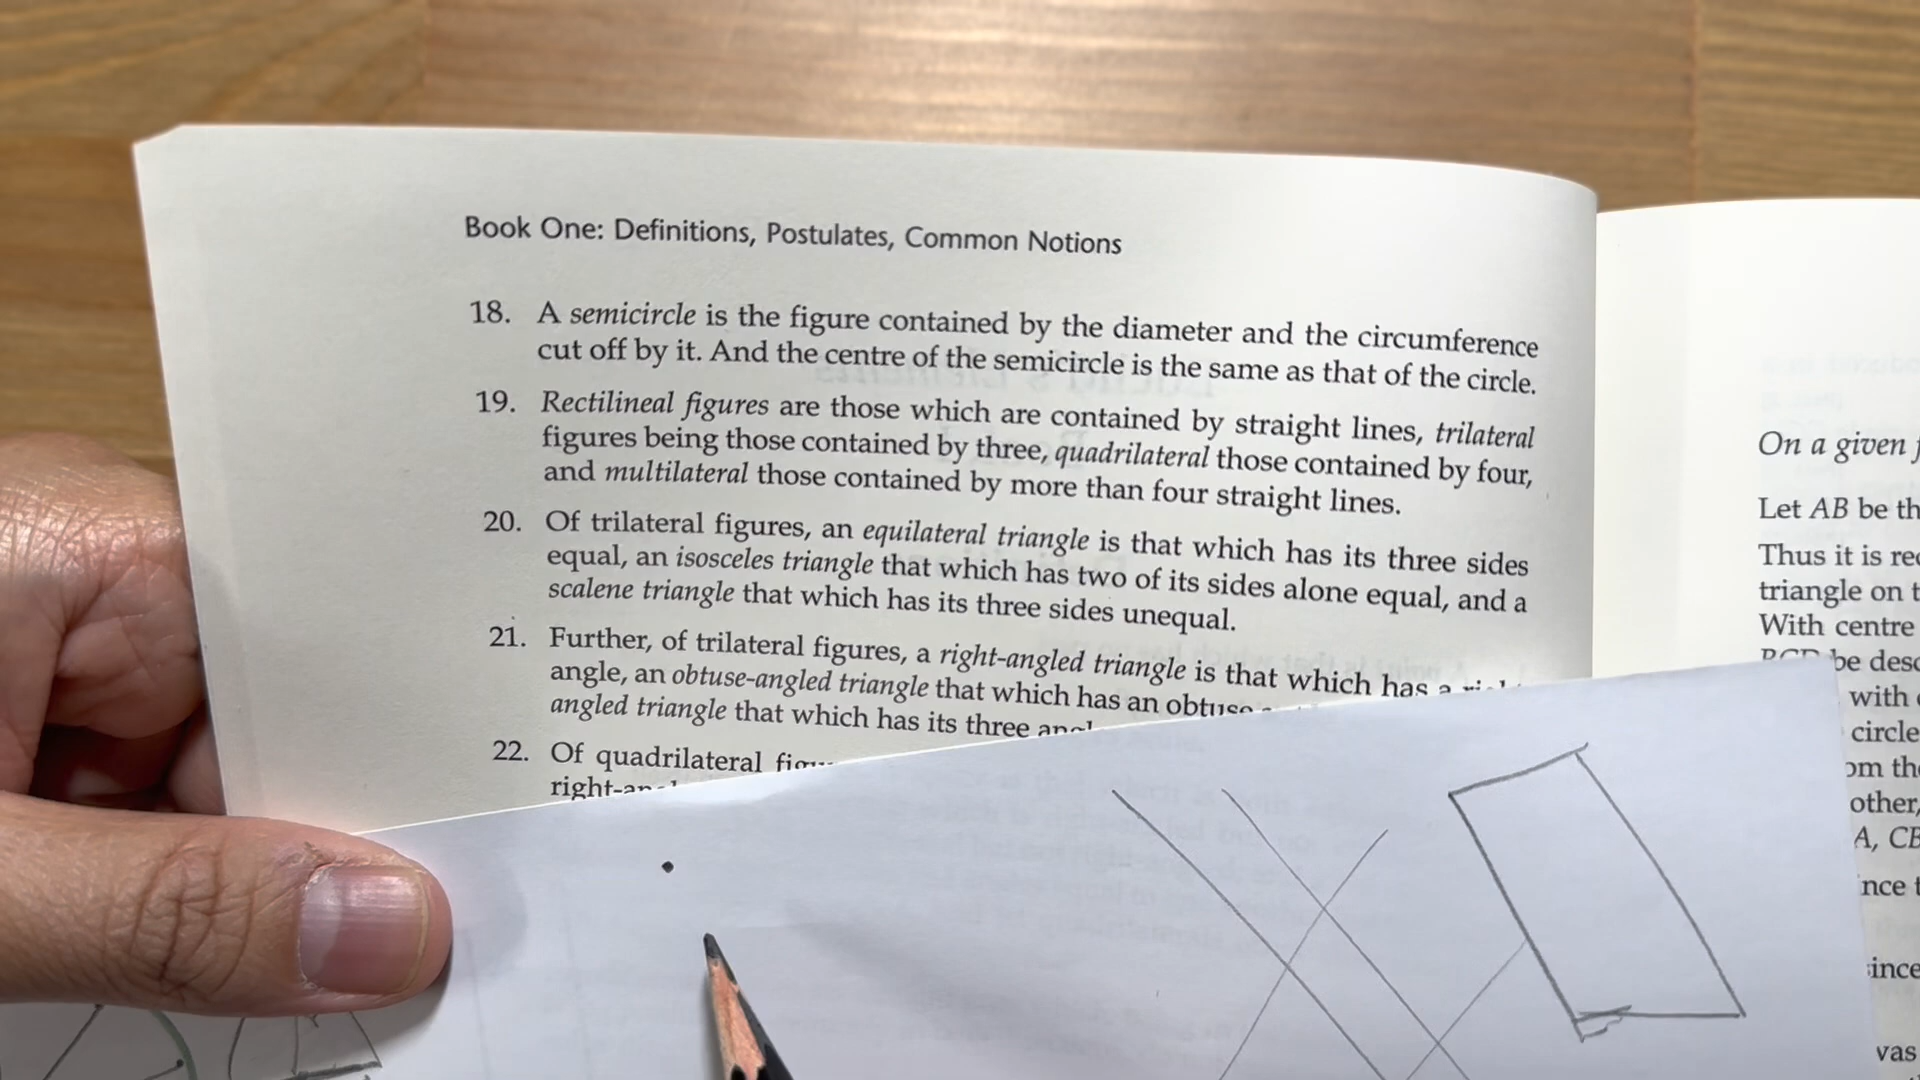 Book One: Definitions, Postulates, Common Notions
18. A semicircle is the figure contained by the diameter and the circumference
cut off by it. And the centre of the semicircle is the same as that of the circle.
19. Rectilineal figures are those which are contained by straight lines, trilateral
figures being those contained by three, quadrilateral those contained by four,
and multilateral those contained by more than four straight lines.
20. Of trilateral figures, an equilateral triangle is that which has its three sides
equal, an isosceles triangle that which has two of its sides alone equal, and a
scalene triangle that which has its three sides unequal.
21. Further, of trilateral figures, a right-angled triangle is that which has a
angle, an obtuse-angled triangle that which has an obtuse
angled triangle that which has its three
22. Of quadrilateral
On a given
Let AB be th
Thus it is
triangle on t
With centre
be desc
with
circle
om the
other,
A, CB
nce t
ince
vas